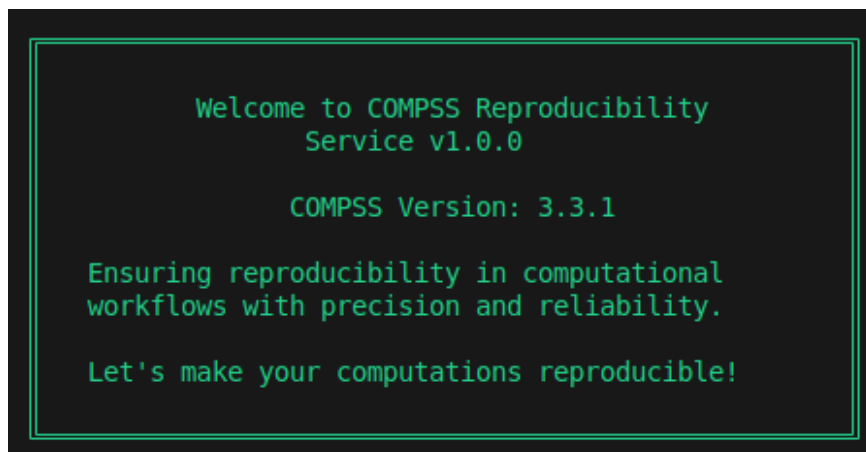 Welcome to COMPSS Reproducibility
Service v1.0.0
COMPSS Version: 3.3.1
Ensuring reproducibility in computational
workflows with precision and reliability.
Let's make your computations reproducible!